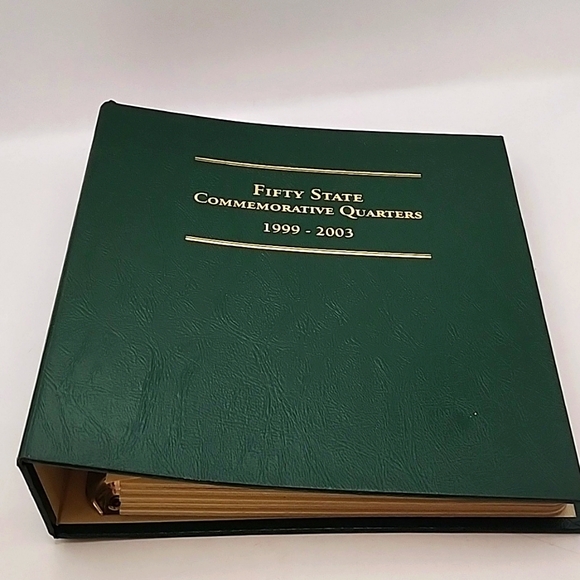 Fifty State
Commemorative Quarters
1999 - 2003